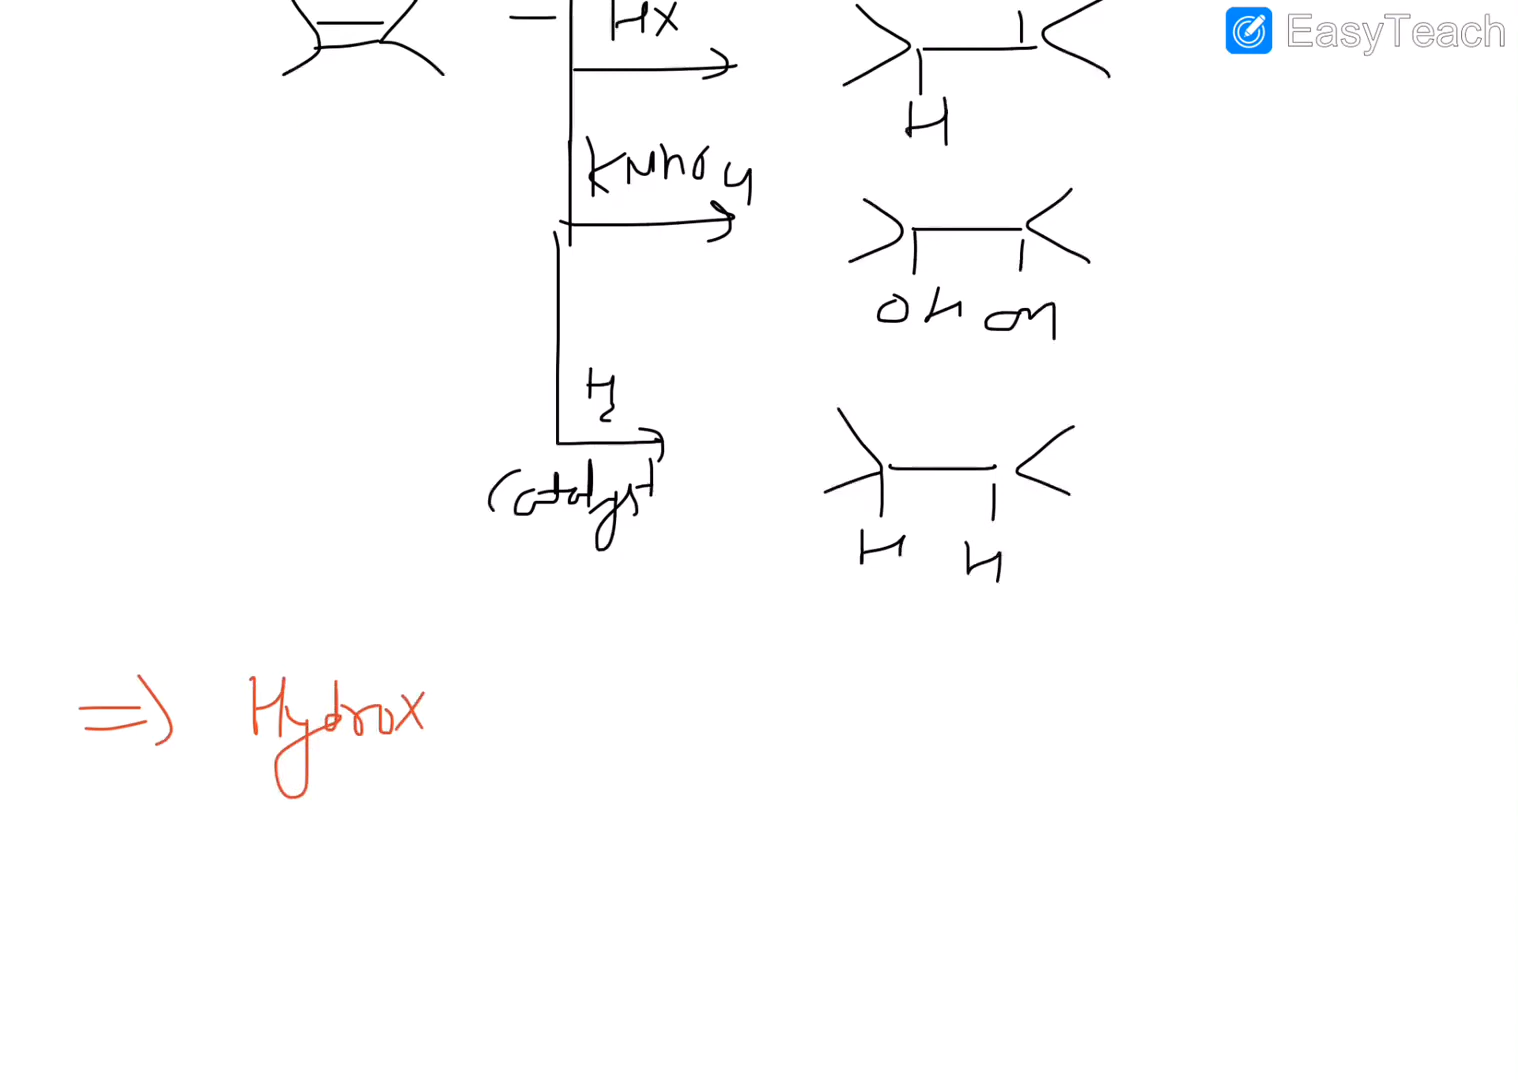 HX
EasyTeach
H
KMnO4
OH OH
H2
Catalyst
H H
=> Hydrox